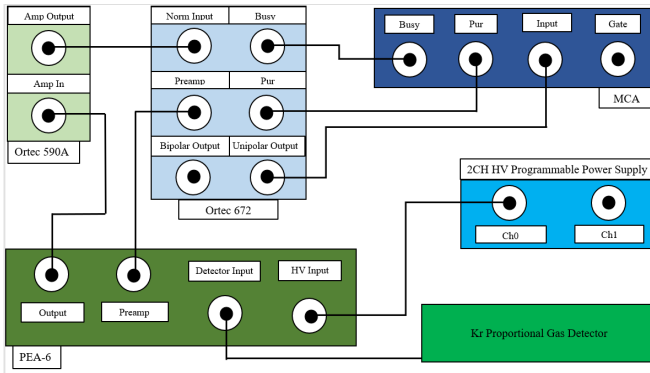 Amp Output
Amp In
Ortec 590A
Norm Input
Busy
Preamp
Pur
Bipolar Output
Unipolar Output
Ortec 672
Busy
Pur
Input
Gate
MCA
2CH HV Programmable Power Supply
Ch0
Ch1
Detector Input
HV Input
Output
Preamp
PEA-6
Kr Proportional Gas Detector